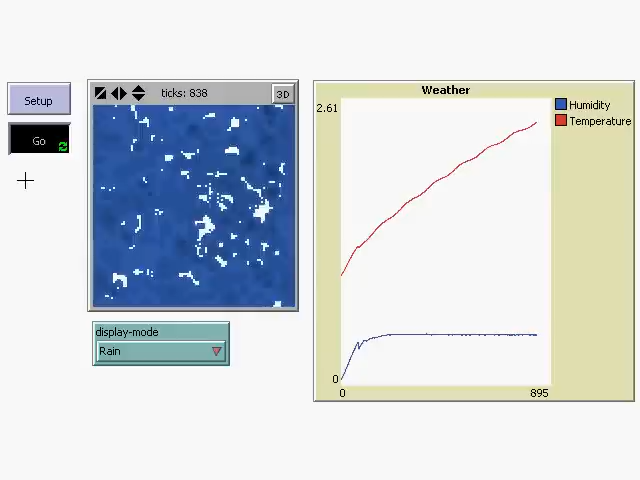 Setup
Go
ticks: 838
3D
display-mode
Rain
Weather
2.61
0
0
895
Humidity
Temperature